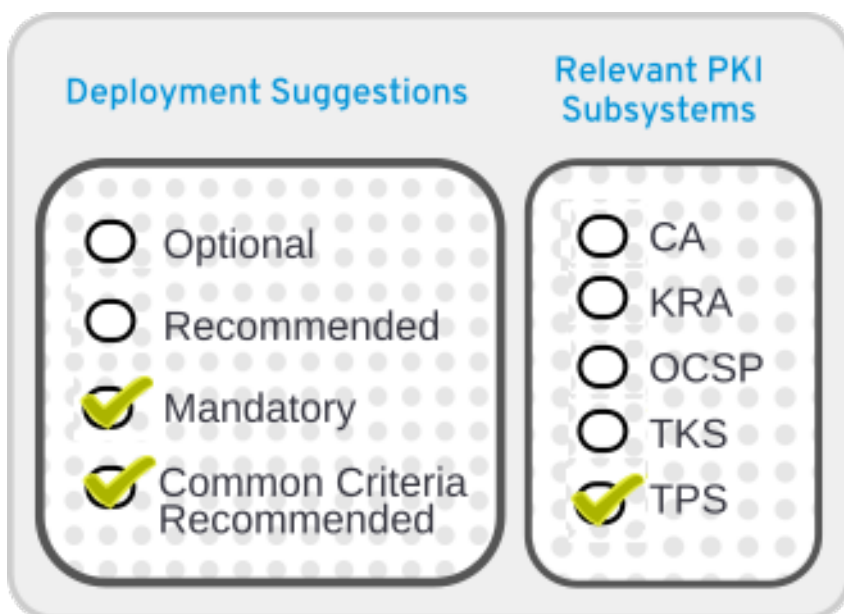 Deployment Suggestions
Relevant PKI
Subsystems
Optional
Recommended
Mandatory
Common Criteria
Recommended
CA
KRA
OCSP
TKS
TPS